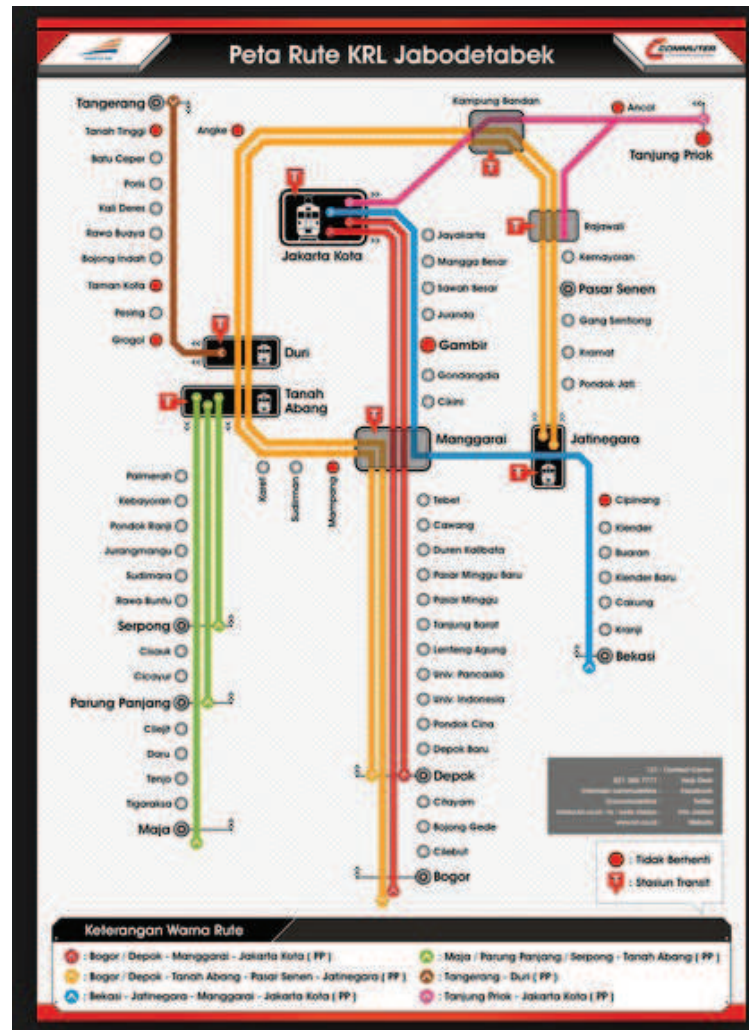 COMMUTER
Peta Rute KRL Jabodetabek
Tangerang
Tanah Tinggi
Batu Ceper
Poris
Kali Deres
Rawa Buaya
Bojong Indah
Taman Kota
Pesing
Grogol
Angke
Kampung Bandan
Ancol
Tanjung Priok
Jakarta Kota
Rajawali
Kemayoran
Pasar Senen
Gang Sentiong
Kramat
Pondok Jati
Jatinegara
Jayakarta
Mangga Besar
Sawah Besar
Juanda
Gambir
Gondangdia
Cikini
Manggarai
Duri
Tanah
Abang
Karet
Sudirman
Mampang
Palmerah
Kebayoran
Pondok Ranji
Jurangmangu
Sudimara
Rawa Buntu
Serpong
Cisauk
Cicayur
Parung Panjang
Cilejit
Daru
Tenjo
Tigaraksa
Maja
Tebet
Cawang
Duren Kalibata
Pasar Minggu Baru
Pasar Minggu
Tanjung Barat
Lenteng Agung
Univ. Pancasila
Univ. Indonesia
Pondok Cina
Depok Baru
Depok
Citayam
Bojong Gede
Cilebut
Bogor
Cipinang
Klender
Buaran
Klender Baru
Cakung
Kranji
Bekasi
Contact Center
Facebook
Twitter
Website
T
: Tidak Berhenti
T : Stasiun Transit
Keterangan Warna Rute
: Bogor / Depok - Manggarai - Jakarta Kota ( PP )
: Bogor / Depok - Tanah Abang - Pasar Senen - Jatinegara ( PP )
: Bekasi - Jatinegara - Manggarai - Jakarta Kota ( PP )
: Maja / Parung Panjang / Serpong - Tanah Abang ( PP )
: Tangerang - Duri ( PP )
: Tanjung Priok - Jakarta Kota ( PP )